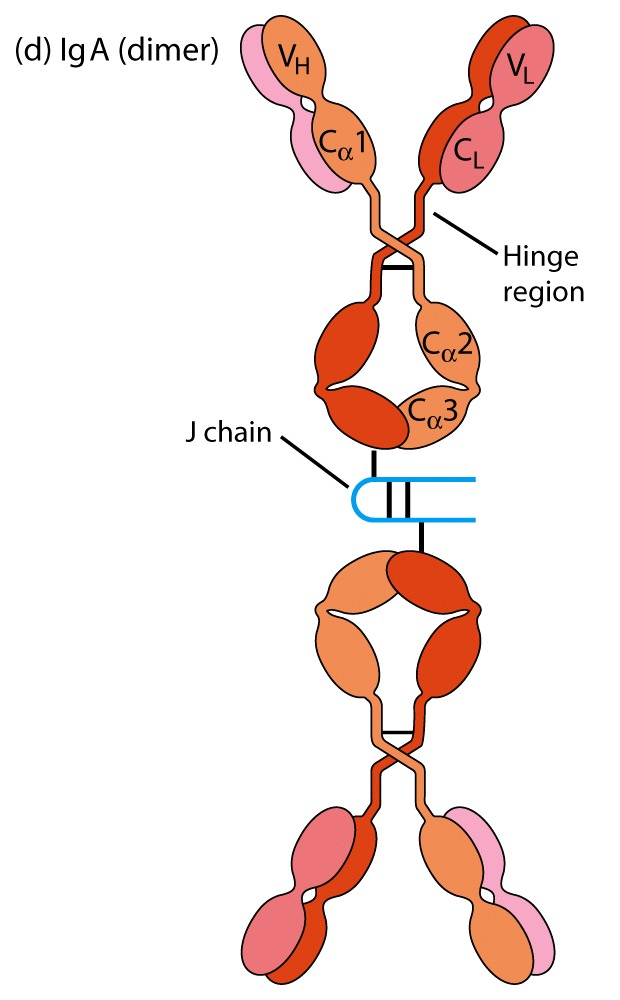 (d) IgA (dimer)
VH
VL
Cα1
CL
Hinge
region
Cα2
Cα3
J chain